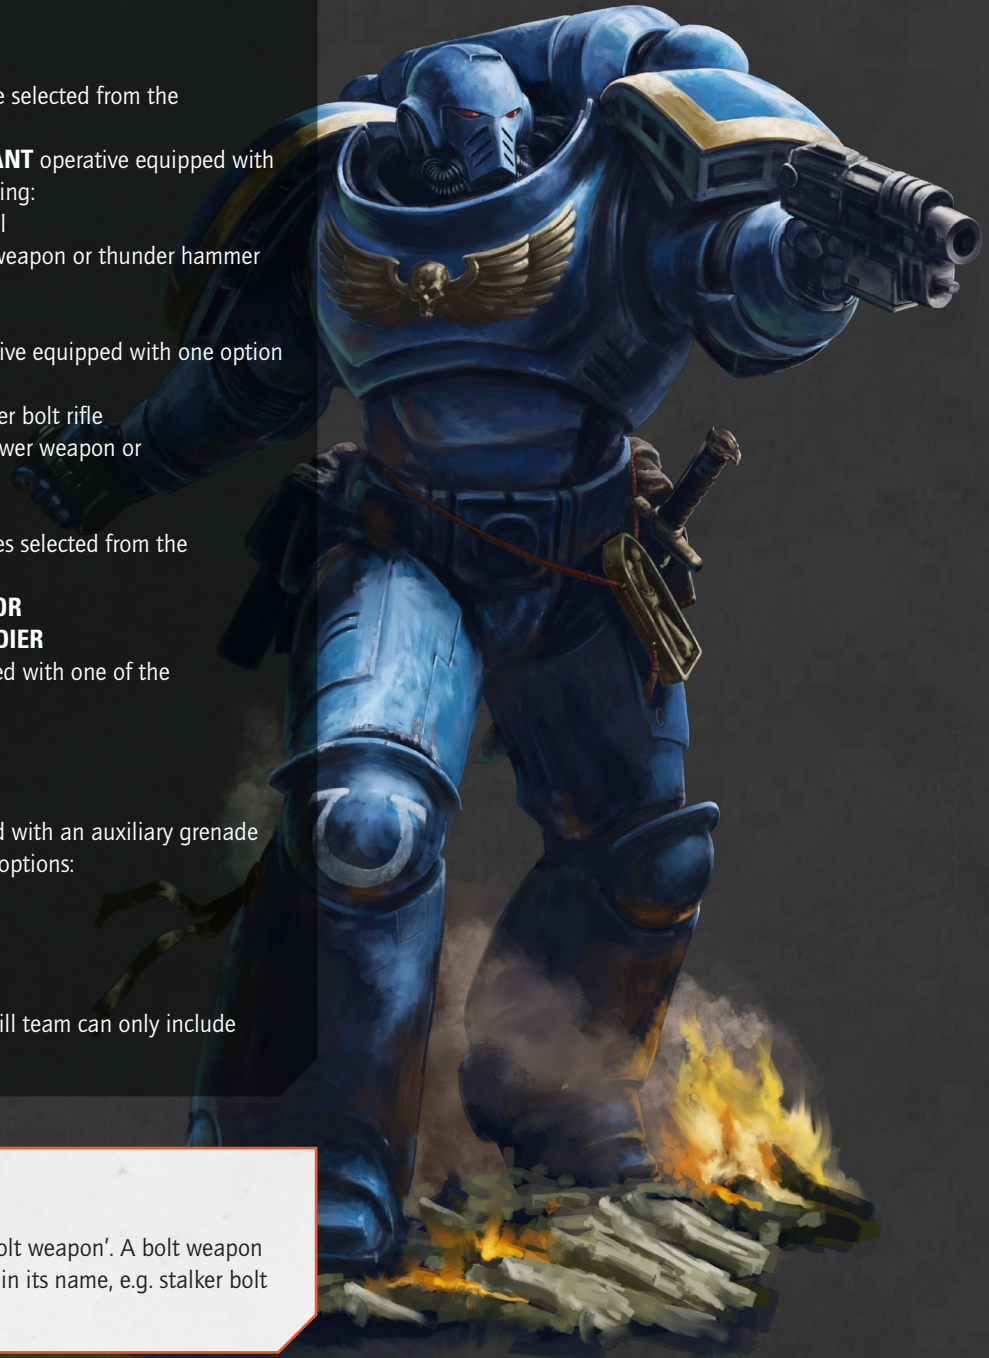 e selected from the
ANT operative equipped with
ing:
l
weapon or thunder hammer
ive equipped with one option
er bolt rifle
wer weapon or
es selected from the
OR
DIER
ed with one of the
d with an auxiliary grenade
options:
ill team can only include
olt weapon’. A bolt weapon
in its name, e.g. stalker bolt